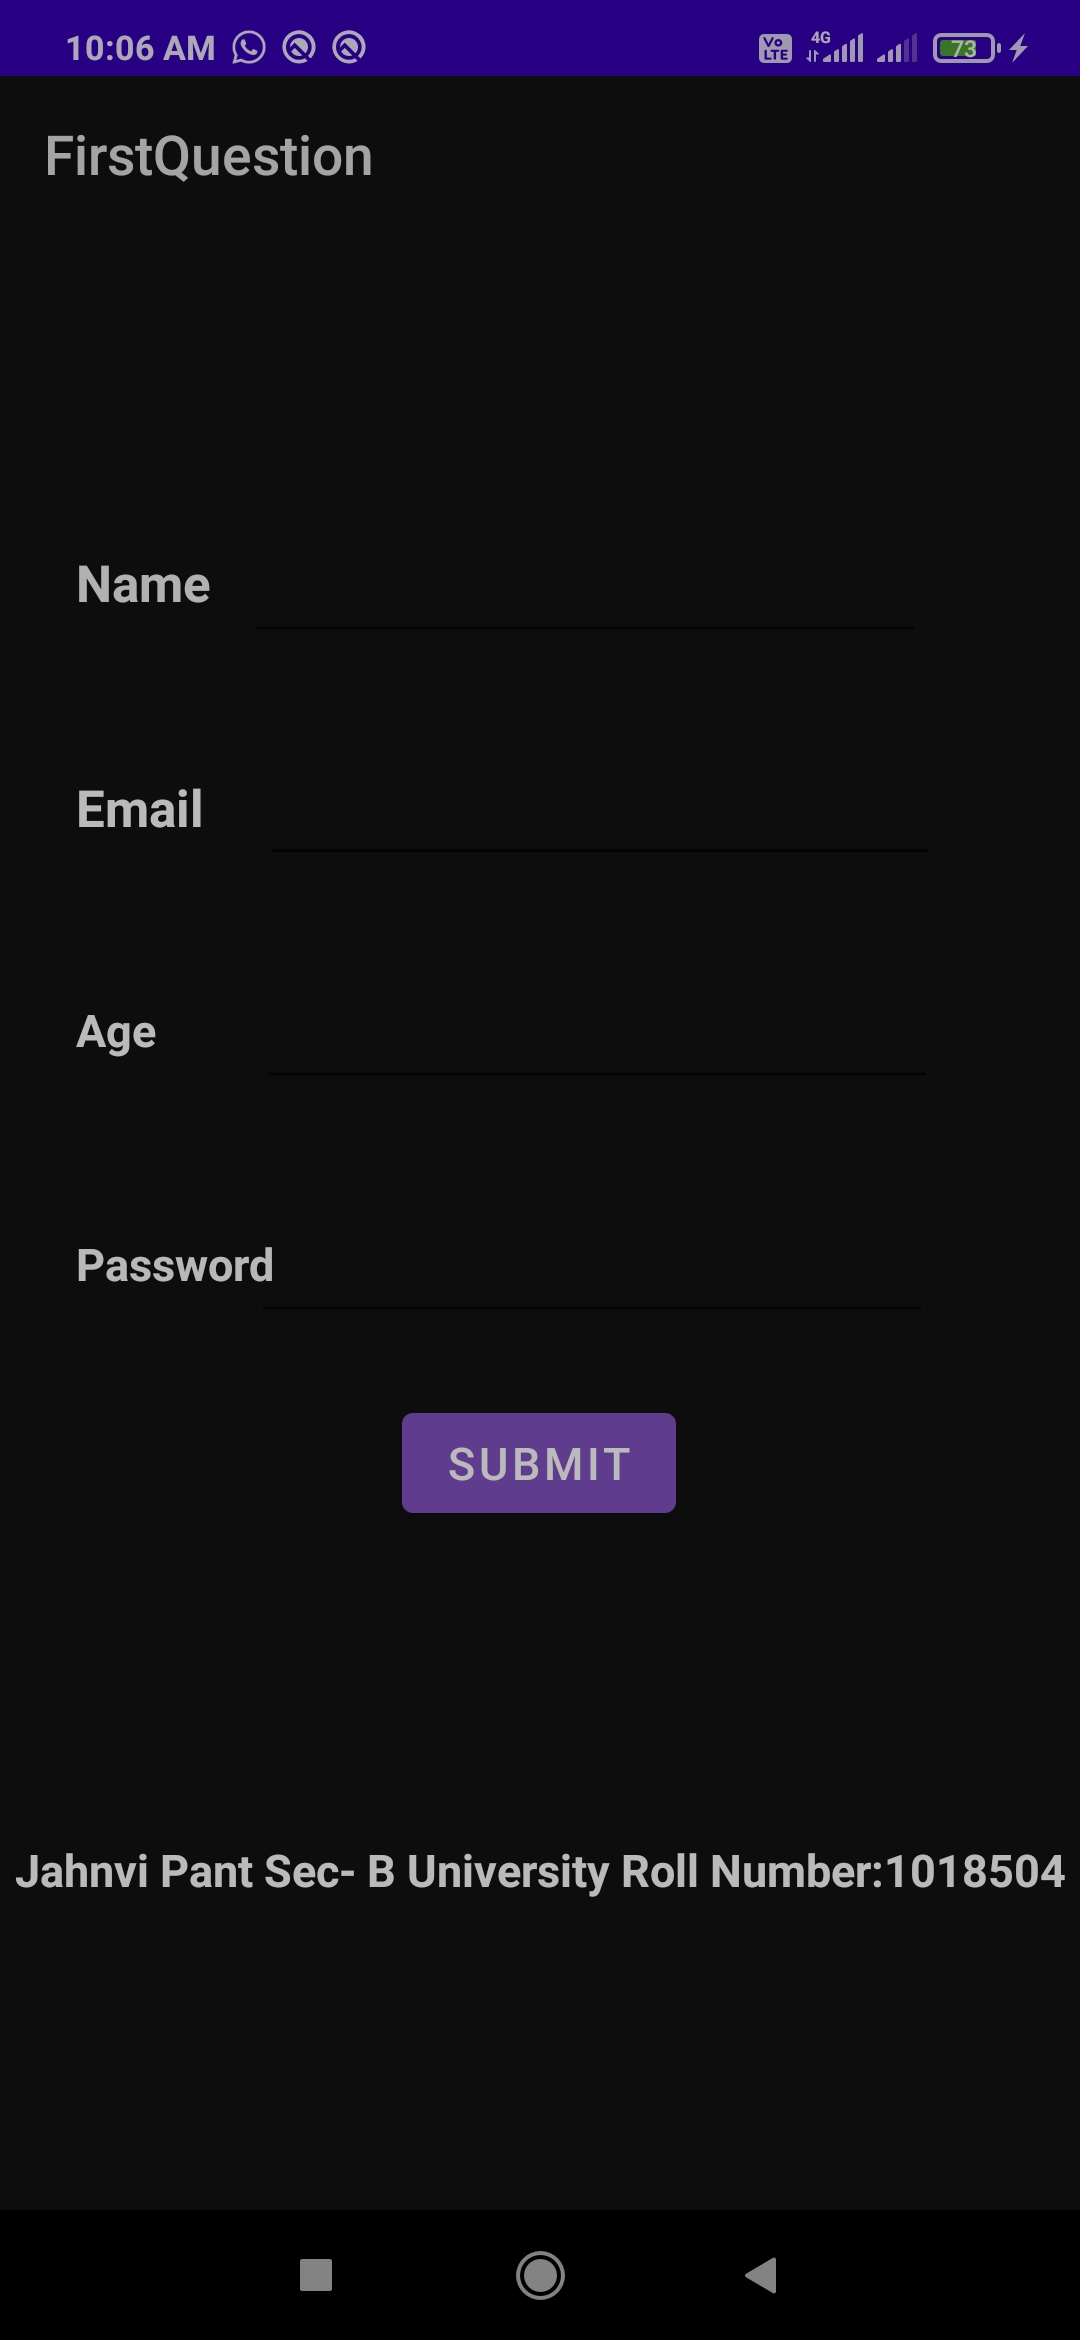 10:06 AM Vo LTE 4G 73
FirstQuestion
Name
Email
Age
Password
SUBMIT
Jahnvi Pant Sec- B University Roll Number:1018504